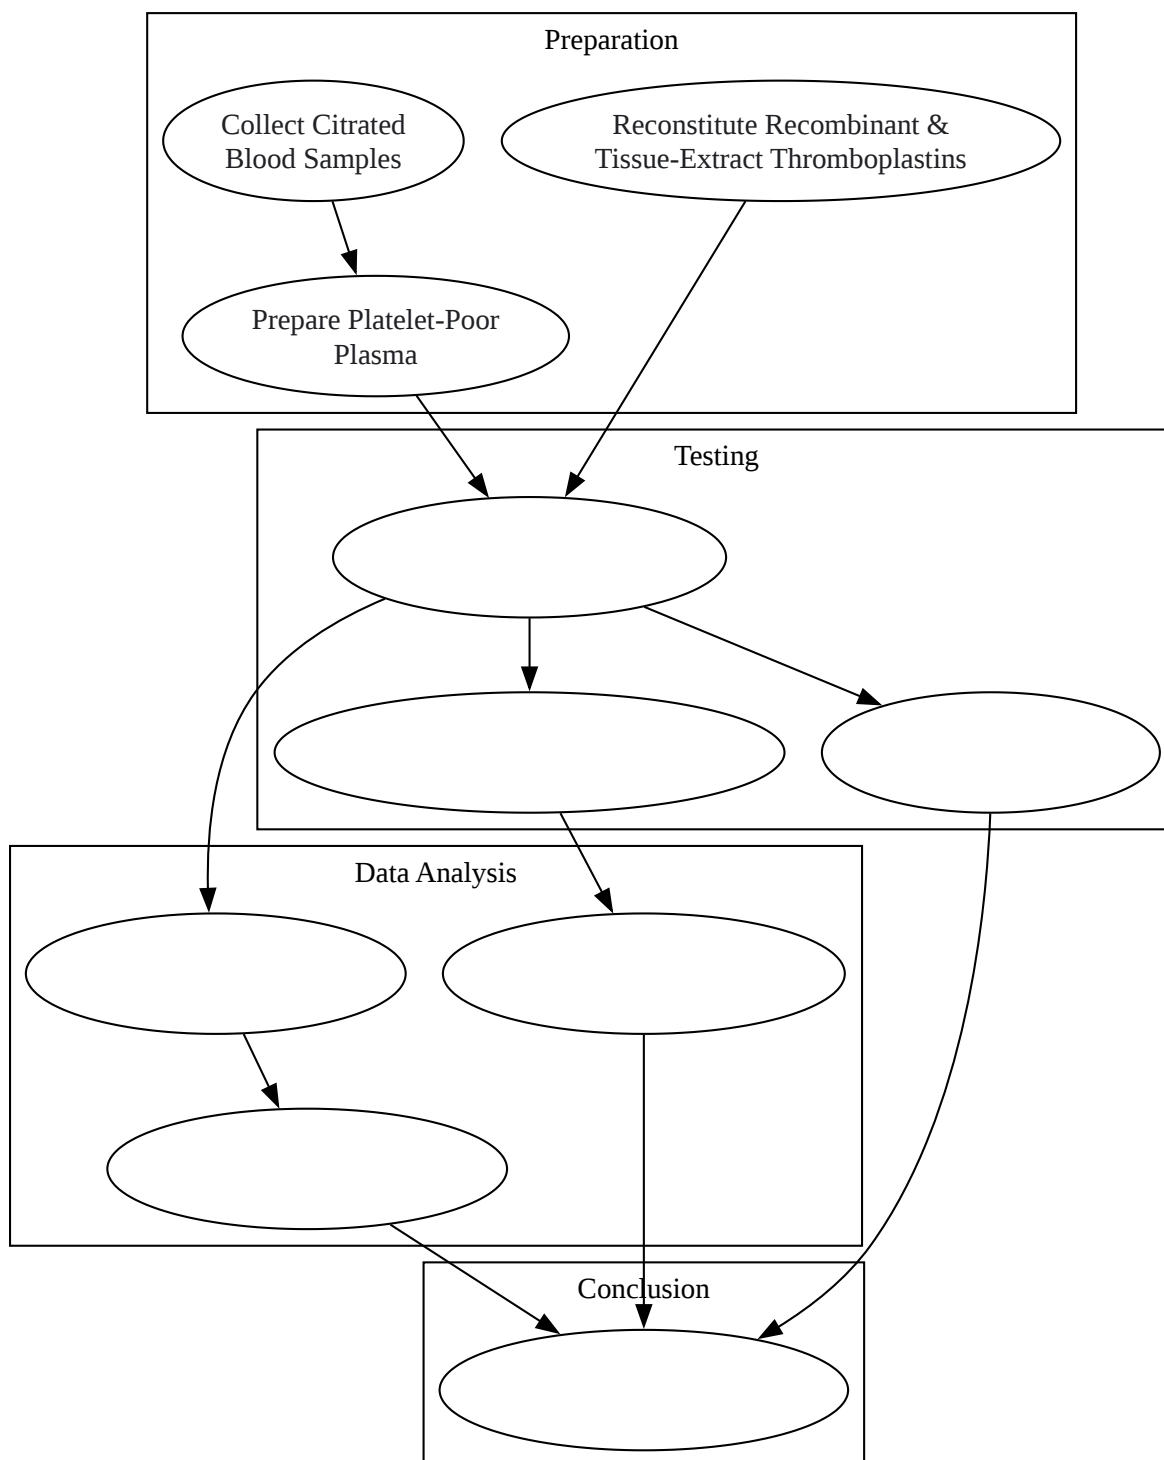 Preparation
Collect Citrated
Blood Samples
Reconstitute Recombinant &
Tissue-Extract Thromboplastins
Prepare Platelet-Poor
Plasma
Testing
Data Analysis
Conclusion